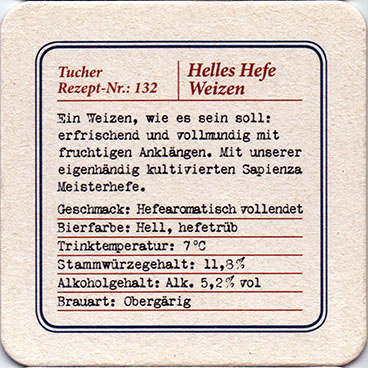 Tucher
Rezept-Nr.: 132
Helles Hefe
Weizen
Ein Weizen, wie es sein soll:
erfrischend und vollmundig mit
fruchtigen Anklängen. Mit unserer
eigenhändig kultivierten Sapienza
Meisterhefe.
Geschmack: Hefearomatisch vollendet
Bierfarbe: Hell, hefetrüb
Trinktemperatur: 7°C
Stammwürzegehalt: 11,8%
Alkoholgehalt: Alk. 5,2% vol
Brauart: Obergärig